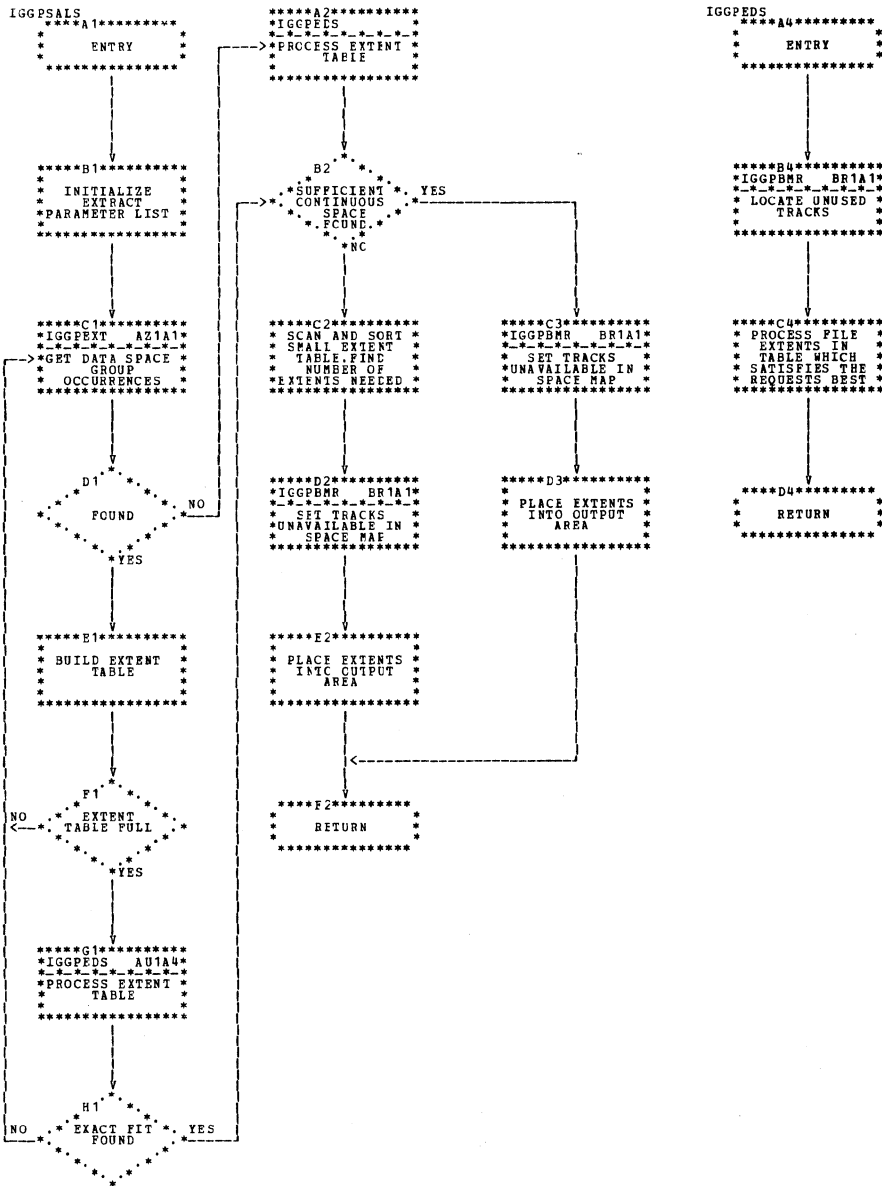 IGGPSALS
A1
ENTRY
B1
INITIALIZE
EXTRACT
PARAMETER LIST
C1
IGGPEXT AZ1A1
GET DATA SPACE
GROUP
OCCURRENCES
D1
FOUND
NO
YES
E1
BUILD EXTENT
TABLE
F1
NO
EXTENT
TABLE FULL
YES
G1
IGGPEDS AU1A4
PROCESS EXTENT
TABLE
H1
NO
EXACT FIT
FOUND
YES
A2
IGGPEDS
PROCESS EXTENT
TABLE
B2
SUFFICIENT
CONTINUOUS
SPACE
FCUND.
YES
NC
C2
SCAN AND SORT
SMALL EXTENT
TABLE.FIND
NUMBER OF
EXTENTS NEEDED
D2
IGGPBMR BR1A1
SET TRACKS
UNAVAILABLE IN
SPACE MAP
E2
PLACE EXTENTS
INTC OUTPUT
AREA
F2
RETURN
C3
IGGPBMR BR1A1
SET TRACKS
UNAVAILABLE IN
SPACE MAP
D3
PLACE EXTENTS
INTO OUTPUT
AREA
IGGPEDS
A4
ENTRY
B4
IGGPBMR BR1A1
LOCATE UNUSED
TRACKS
C4
PROCESS FILE
EXTENTS IN
TABLE WHICH
SATISFIES THE
REQUESTS BEST
D4
RETURN